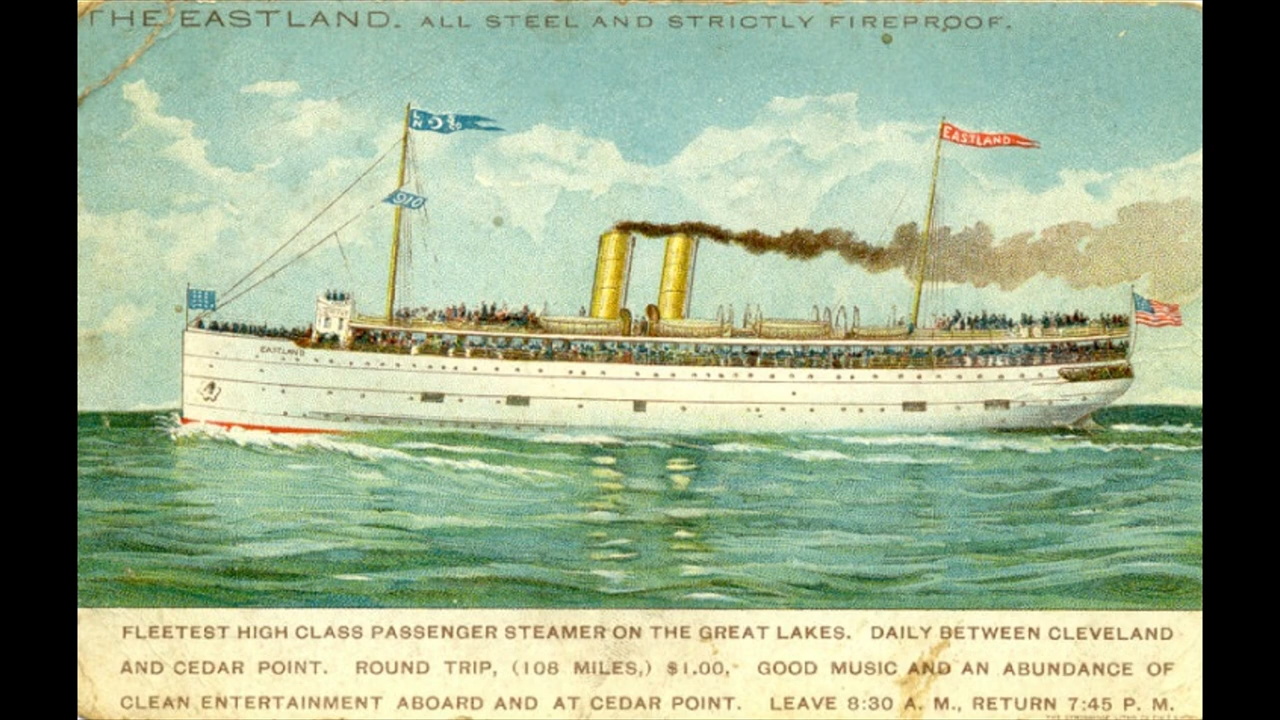 THE EASTLAND. ALL STEEL AND STRICTLY FIREPROOF.
EASTLAND
910
EASTLAND
FLEETEST HIGH CLASS PASSENGER STEAMER ON THE GREAT LAKES. DAILY BETWEEN CLEVELAND
AND CEDAR POINT. ROUND TRIP, (108 MILES,) $1.00. GOOD MUSIC AND AN ABUNDANCE OF
CLEAN ENTERTAINMENT ABOARD AND AT CEDAR POINT. LEAVE 8:30 A. M., RETURN 7:45 P. M.